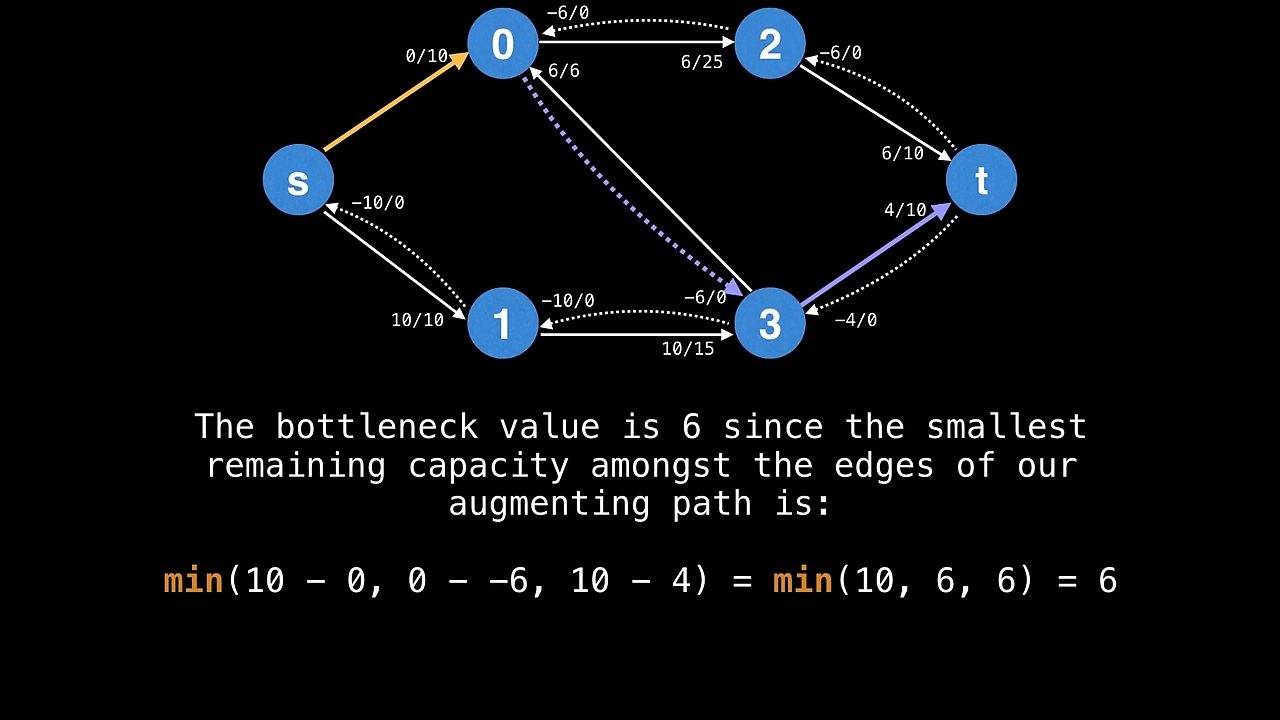 −6/0
0
2
0/10
6/25
6/6
−6/0
6/10
s
t
−10/0
4/10
−10/0
−6/0
10/10
1
3
−4/0
10/15
The bottleneck value is 6 since the smallest
remaining capacity amongst the edges of our
augmenting path is:
min(10 − 0, 0 − −6, 10 − 4) = min(10, 6, 6) = 6